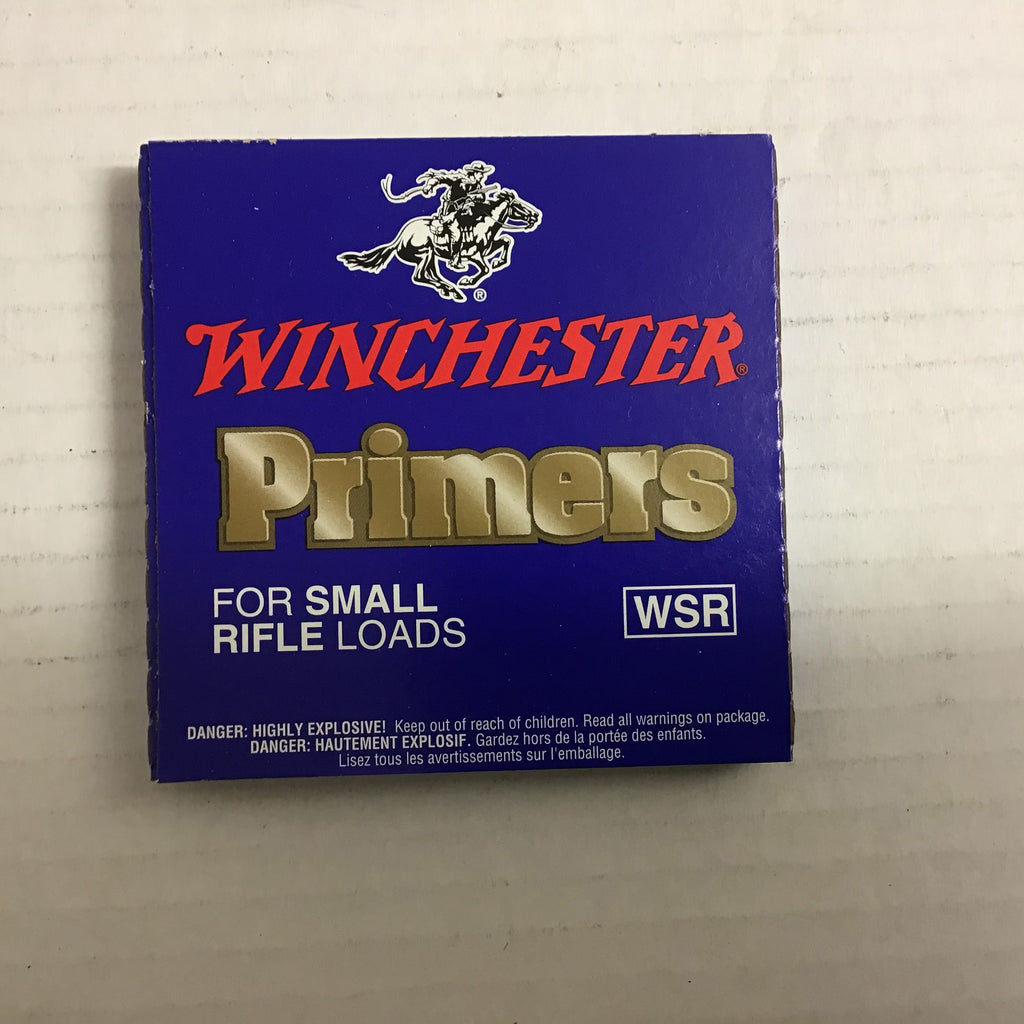 ®
WINCHESTER®
Primers
FOR SMALL
RIFLE LOADS
WSR
DANGER: HIGHLY EXPLOSIVE! Keep out of reach of children. Read all warnings on package.
DANGER: HAUTEMENT EXPLOSIF. Gardez hors de la portée des enfants.
Lisez tous les avertissements sur l'emballage.